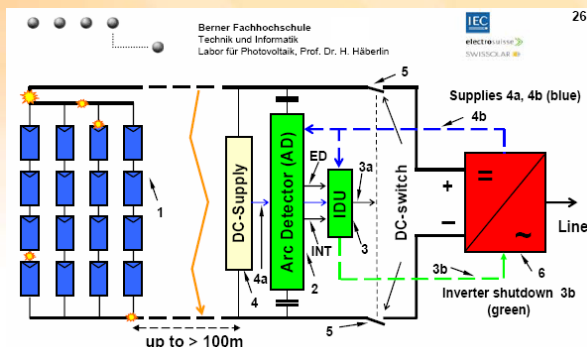 26
Berner Fachhochschule
Technik und Informatik
Labor für Photovoltaik, Prof. Dr. H. Häberlin
IEC
electrosuisse
SWISSOLAR
5
Supplies 4a, 4b (blue)
4b
1
DC-Supply
Arc Detector (AD)
ED
3a
IDU
DC-switch
+
=
Line
4a
INT
3
–
~
4
2
3b
6
Inverter shutdown 3b
(green)
5
up to > 100m